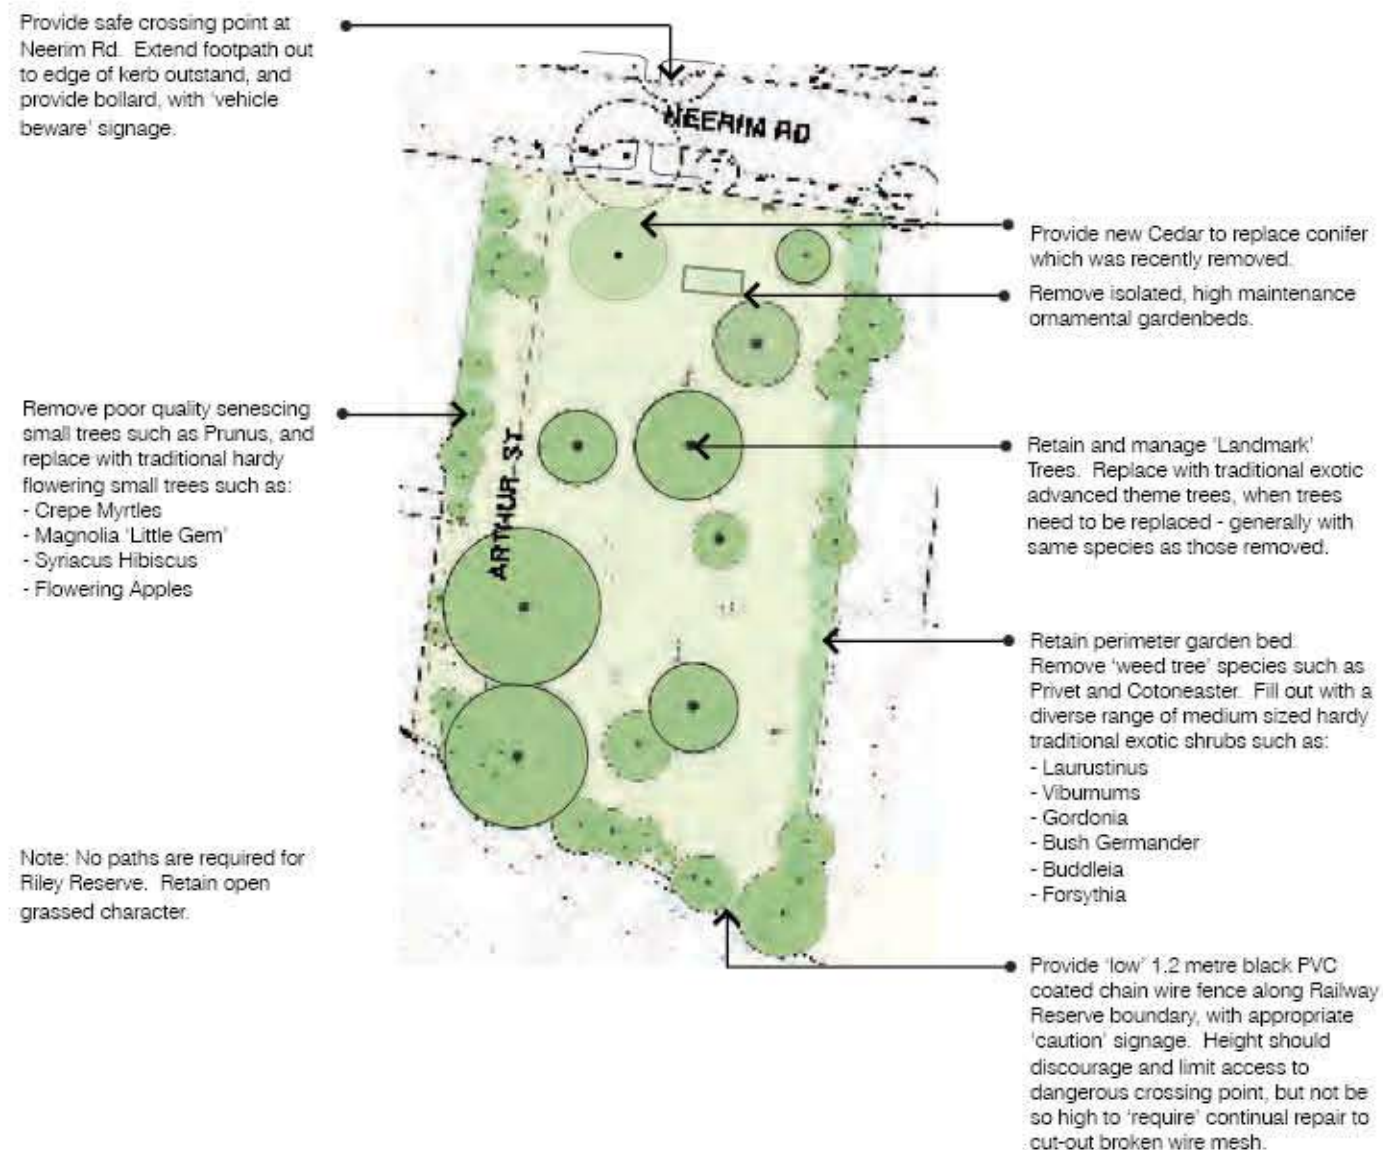 Provide safe crossing point at
Neerim Rd. Extend footpath out
to edge of kerb outstand, and
provide bollard, with 'vehicle
beware' signage.
NEERIM RD
Provide new Cedar to replace conifer
which was recently removed.
Remove isolated, high maintenance
ornamental gardenbeds.
Remove poor quality senescing
small trees such as Prunus, and
replace with traditional hardy
flowering small trees such as:
- Crepe Myrtles
- Magnolia 'Little Gem'
- Syriacus Hibiscus
- Flowering Apples
ARTHUR ST
Retain and manage 'Landmark'
Trees. Replace with traditional exotic
advanced theme trees, when trees
need to be replaced - generally with
same species as those removed.
Retain perimeter garden bed.
Remove 'weed tree' species such as
Privet and Cotoneaster. Fill out with a
diverse range of medium sized hardy
traditional exotic shrubs such as:
- Laurustinus
- Viburnums
- Gordonia
- Bush Germander
- Buddleia
- Forsythia
Note: No paths are required for
Riley Reserve. Retain open
grassed character.
Provide 'low' 1.2 metre black PVC
coated chain wire fence along Railway
Reserve boundary, with appropriate
'caution' signage. Height should
discourage and limit access to
dangerous crossing point, but not be
so high to 'require' continual repair to
cut-out broken wire mesh.